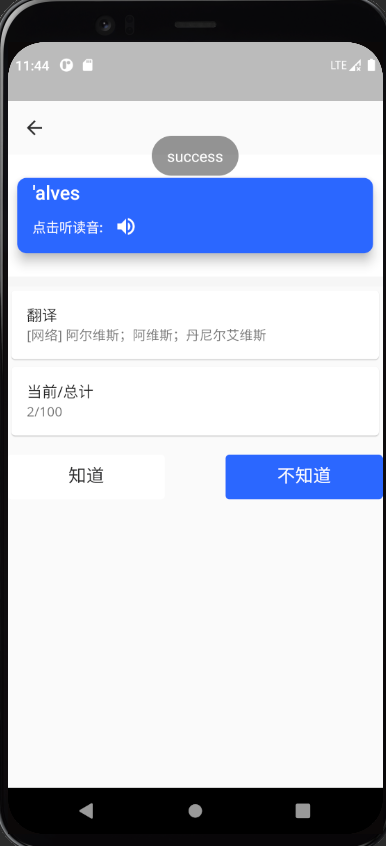 11:44
LTE
success
'alves
点击听读音:
翻译
[网络] 阿尔维斯；阿维斯；丹尼尔艾维斯
当前/总计
2/100
知道
不知道